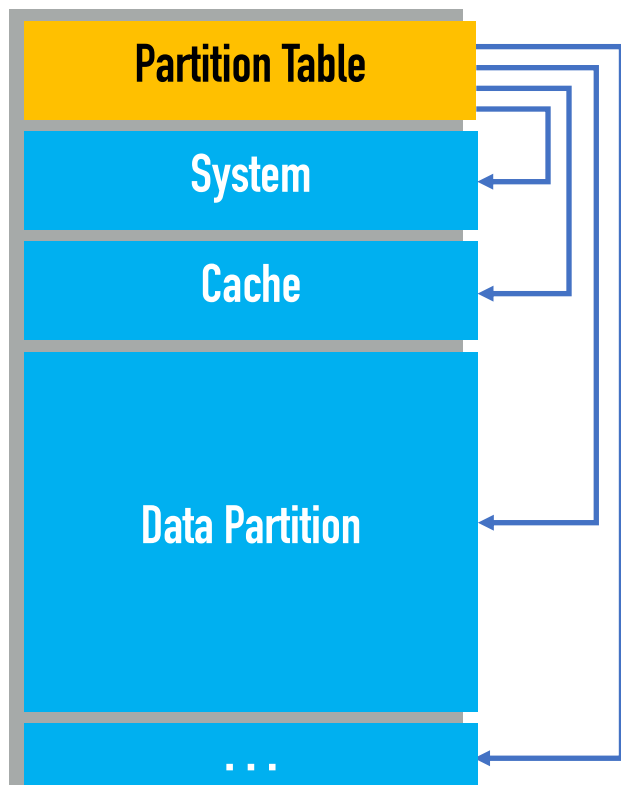 Partition Table
System
Cache
Data Partition
...